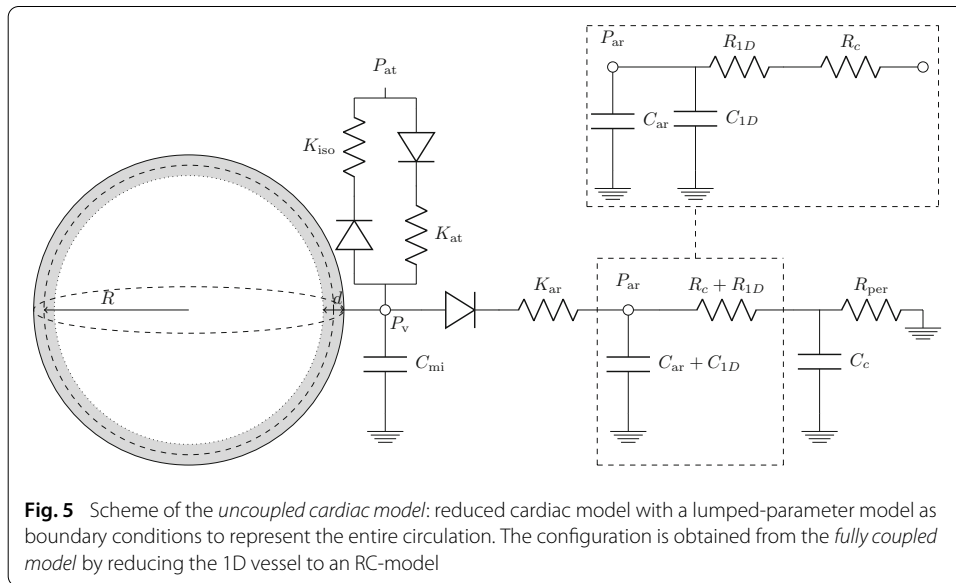 P_at
P_ar
R_1D
R_c
K_iso
C_ar
C_1D
K_at
R
d
P_v
K_ar
P_ar
R_c + R_1D
R_per
C_mi
C_ar + C_1D
C_c
Fig. 5 Scheme of the uncoupled cardiac model: reduced cardiac model with a lumped-parameter model as
boundary conditions to represent the entire circulation. The configuration is obtained from the fully coupled
model by reducing the 1D vessel to an RC-model